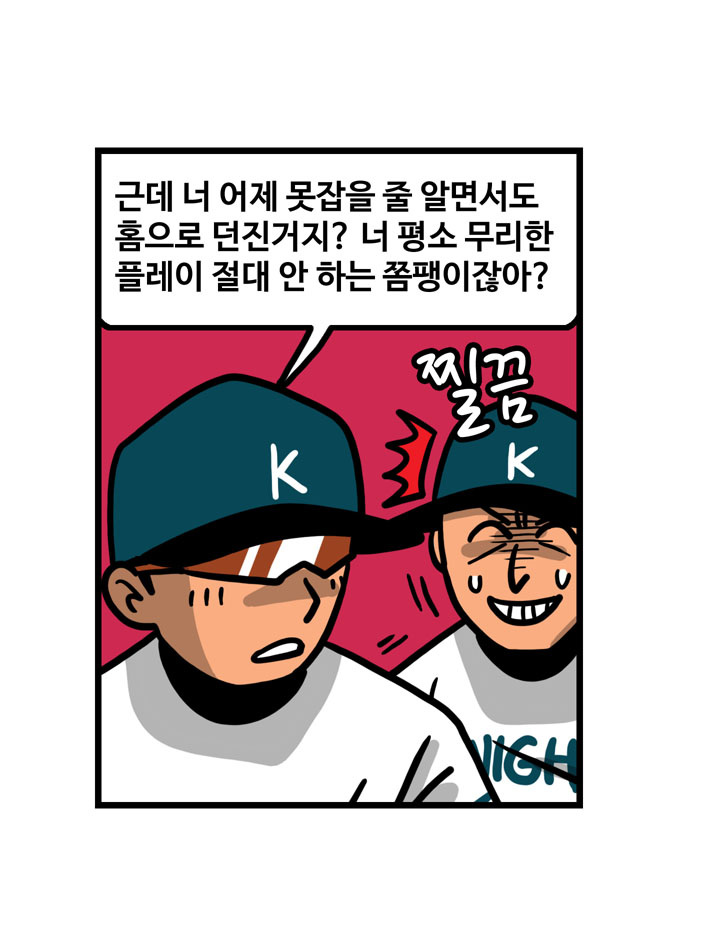 근데 너 어제 못잡을 줄 알면서도
홈으로 던진거지? 너 평소 무리한
플레이 절대 안 하는 쫌팽이잖아?
찔끔
K
K
NIGH